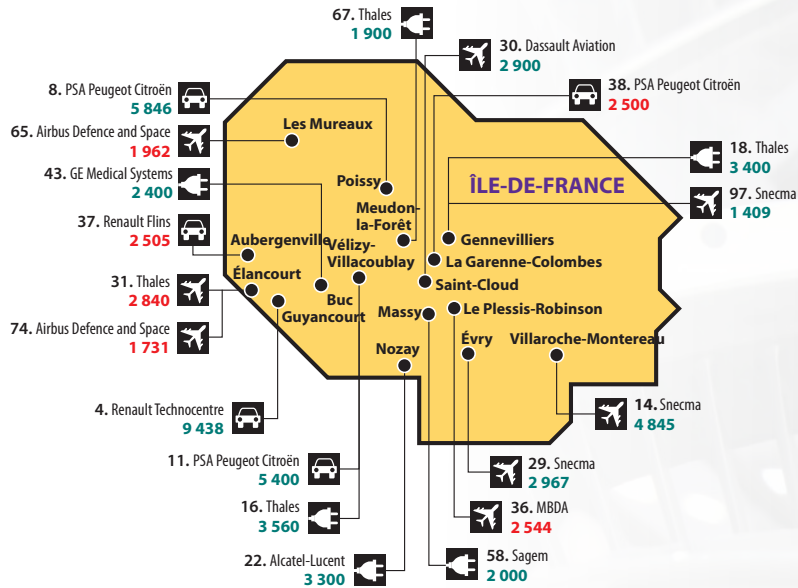 67. Thales
1 900
30. Dassault Aviation
2 900
8. PSA Peugeot Citroën
5 846
38. PSA Peugeot Citroën
2 500
65. Airbus Defence and Space
1 962
Les Mureaux
43. GE Medical Systems
2 400
18. Thales
3 400
Poissy
ÎLE-DE-FRANCE
97. Snecma
1 409
37. Renault Flins
2 505
Meudon-
la-Forêt
Aubergenville
Vélizy-
Villacoublay
Gennevilliers
La Garenne-Colombes
31. Thales
2 840
Élancourt
Saint-Cloud
Buc
Guyancourt
Massy
Le Plessis-Robinson
74. Airbus Defence and Space
1 731
Nozay
Évry
Villaroche-Montereau
4. Renault Technocentre
9 438
14. Snecma
4 845
11. PSA Peugeot Citroën
5 400
29. Snecma
2 967
16. Thales
3 560
36. MBDA
2 544
22. Alcatel-Lucent
3 300
58. Sagem
2 000